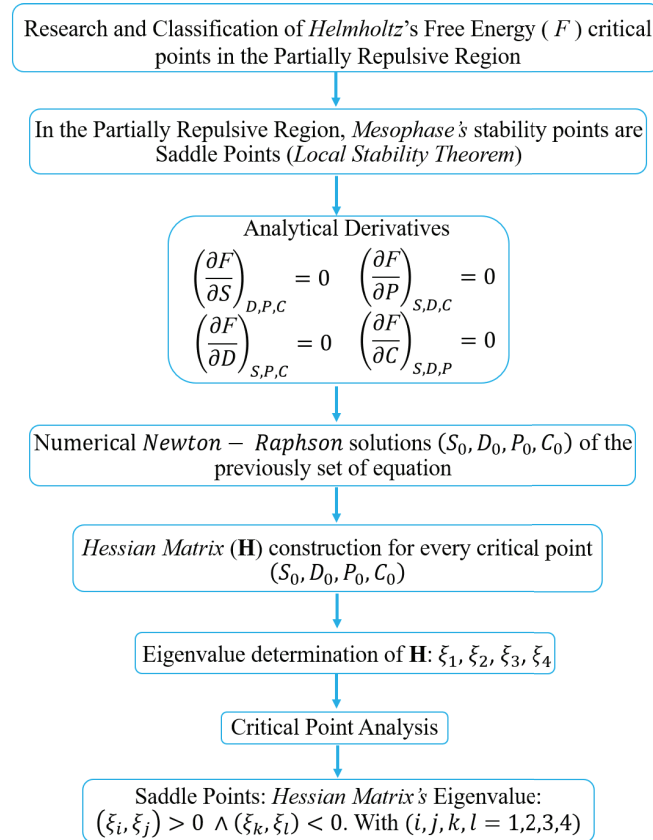 Research and Classification of Helmholtz's Free Energy ( F ) critical
points in the Partially Repulsive Region
In the Partially Repulsive Region, Mesophase's stability points are
Saddle Points (Local Stability Theorem)
Analytical Derivatives
(∂F/∂S)_{D,P,C} = 0 (∂F/∂P)_{S,D,C} = 0
(∂F/∂D)_{S,P,C} = 0 (∂F/∂C)_{S,D,P} = 0
Numerical Newton − Raphson solutions (S₀, D₀, P₀, C₀) of the
previously set of equation
Hessian Matrix (H) construction for every critical point
(S₀, D₀, P₀, C₀)
Eigenvalue determination of H: ξ₁, ξ₂, ξ₃, ξ₄
Critical Point Analysis
Saddle Points: Hessian Matrix's Eigenvalue:
(ξᵢ, ξⱼ) > 0 ∧ (ξₖ, ξₗ) < 0. With (i, j, k, l = 1,2,3,4)